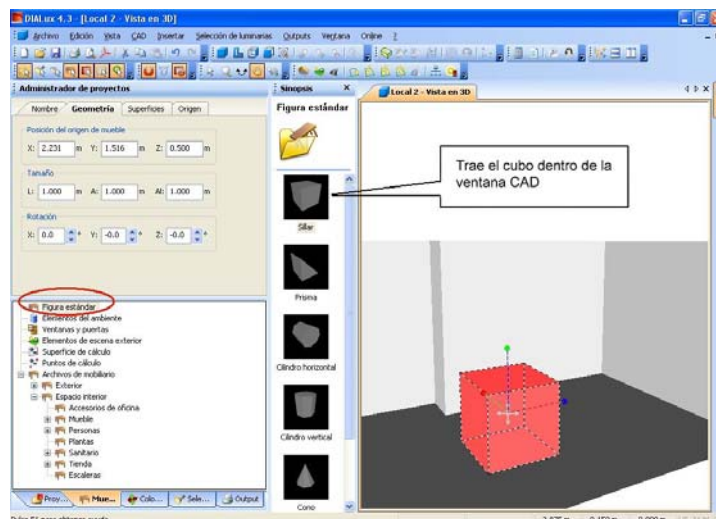 DIALux 4.3 - [Local 2 - Vista en 3D]
Archivo Edición Vista CAD Insertar Selección de luminarias Outputs Ventana Online ?
Administrador de proyectos
Nombre Geometría Superficies Origen
Posición del origen de mueble
X: 2.231 m Y: 1.516 m Z: 0.500 m
Tamaño
L: 1.000 m A: 1.000 m Al: 1.000 m
Rotación
X: 0.0 ° Y: -0.0 ° Z: -0.0 °
Figura estándar
Elementos del ambiente
Ventanas y puertas
Elementos de escena exterior
Superficie de cálculo
Puntos de cálculo
Archivos de mobiliario
Exterior
Espacio interior
Accesorios de oficina
Mueble
Personas
Plantas
Sanitario
Tienda
Escaleras
Proy... Mue... Colo... Sele... Output
Sinopsis X
Figura estándar
Sillar
Prisma
Cilindro horizontal
Cilindro vertical
Cono
Local 2 - Vista en 3D
Trae el cubo dentro de la
ventana CAD